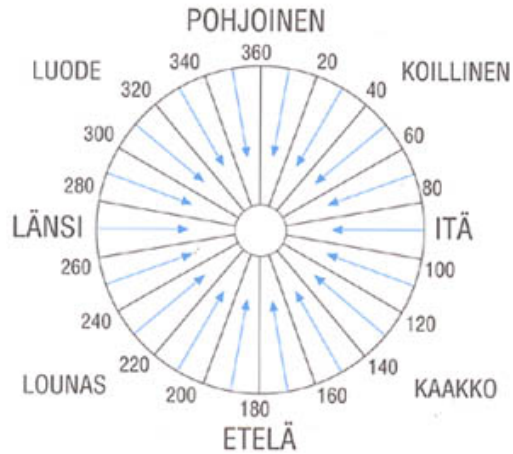 POHJOINEN
LUODE 340 360 20 KOILLINEN
320 40
300 60
280 80
LÄNSI ITÄ
260 100
240 120
220 140
LOUNAS 200 180 160 KAAKKO
ETELÄ